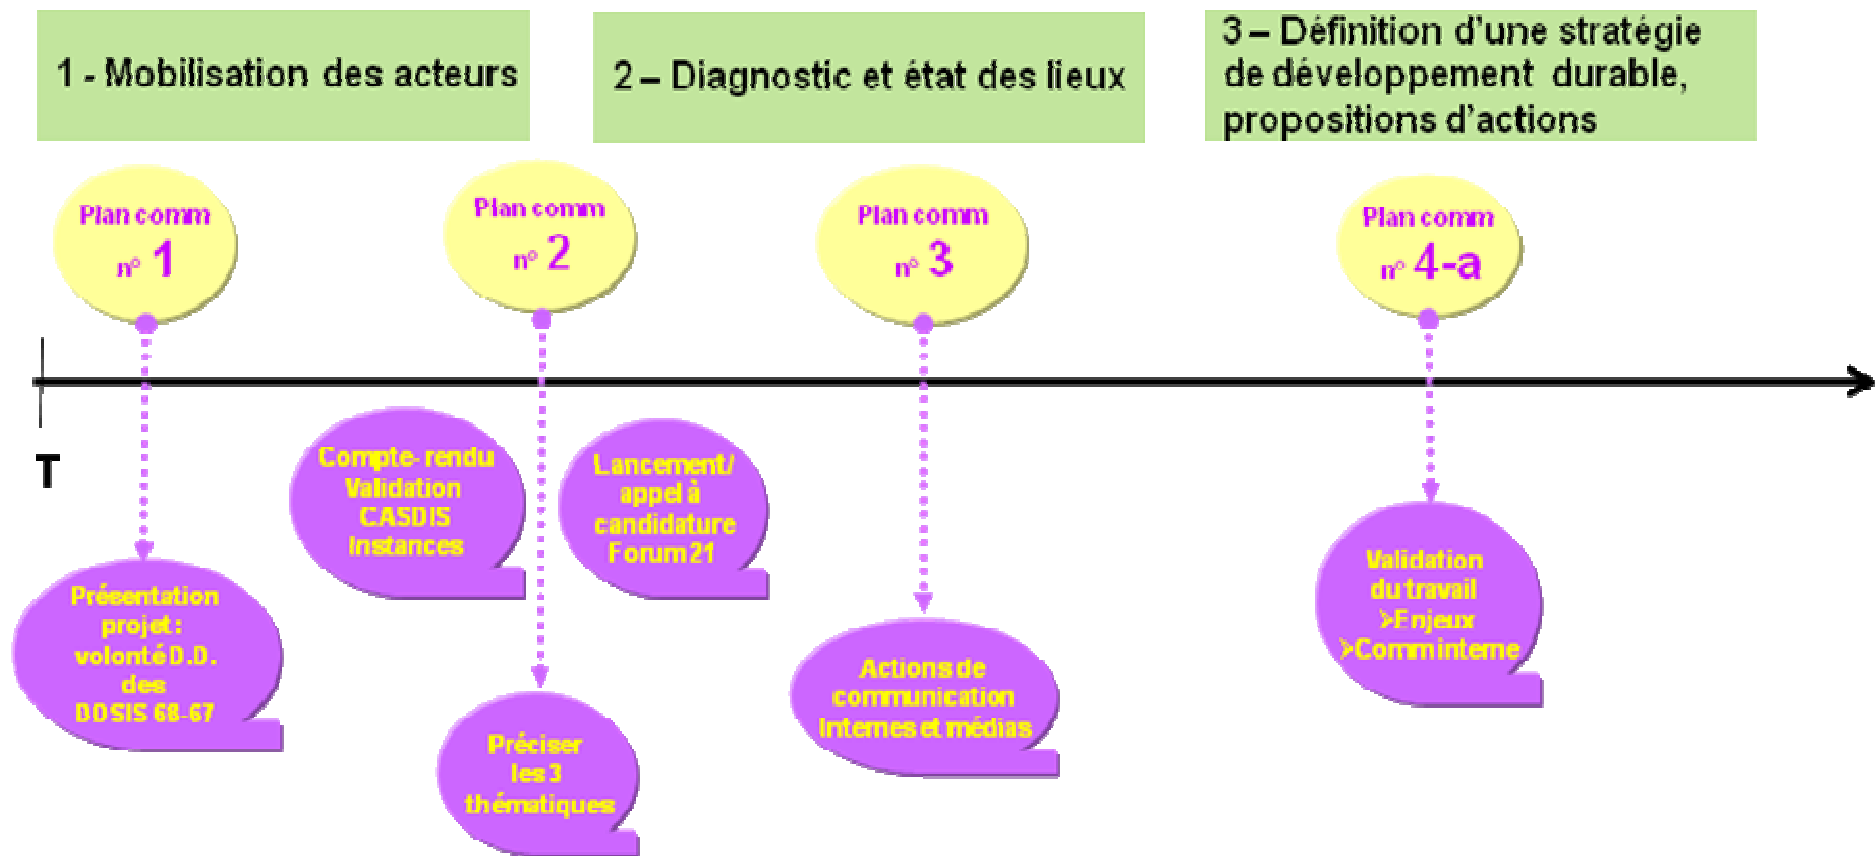 1 - Mobilisation des acteurs
2 – Diagnostic et état des lieux
3 – Définition d'une stratégie
de développement durable,
propositions d'actions
Plan comm
n° 1
Plan comm
n° 2
Plan comm
n° 3
Plan comm
n° 4-a
T
Présentation
projet :
volonté D.D.
des
DDSIS 68-67
Compte- rendu
Validation
CASDIS
Instances
Préciser
les 3
thématiques
Lancement/
appel à
candidature
Forum 21
Actions de
communication
Internes et médias
Validation
du travail
➢Enjeux
➢Comm interne